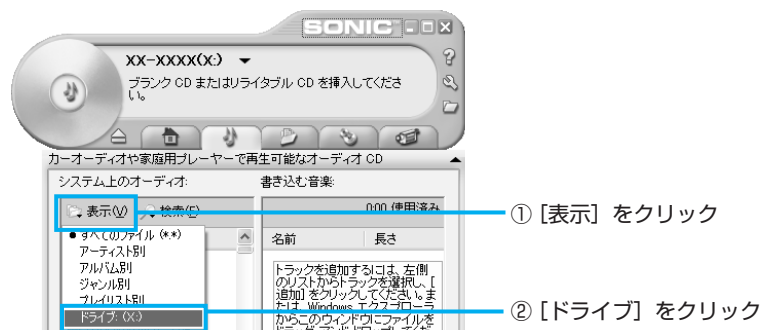 SONIC
XX-XXXX(X:)
ブランク CD またはリライタブル CD を挿入してくださ
い。
カーオーディオや家庭用プレーヤーで再生可能なオーディオ CD
システム上のオーディオ:
書き込む音楽:
表示(V)
検索(F)
0:00 使用済み
① [表示] をクリック
すべてのファイル (*.*)
アーティスト別
アルバム別
ジャンル別
プレイリスト別
ドライブ: (X:)
名前
長さ
トラックを追加するには、左側
のリストからトラックを選択し、[
追加] をクリックしてください。ま
たは、Windows エクスプローラ
からこのウィンドウにファイルを
② [ドライブ] をクリック